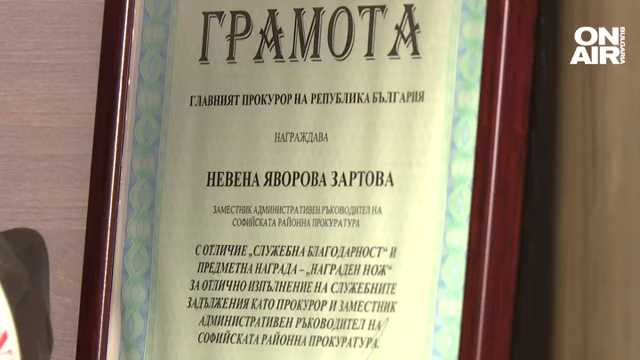 ГРАМОТА
ГЛАВНИЯТ ПРОКУРОР НА РЕПУБЛИКА БЪЛГАРИЯ
НАГРАЖДАВА
НЕВЕНА ЯВОРОВА ЗАРТОВА
ЗАМЕСТНИК АДМИНИСТРАТИВЕН РЪКОВОДИТЕЛ НА
СОФИЙСКАТА РАЙОННА ПРОКУРАТУРА
С ОТЛИЧИЕ „СЛУЖЕБНА БЛАГОДАРНОСТ“ И
ПРЕДМЕТНА НАГРАДА – „НАГРАДЕН НОЖ“
ЗА ОТЛИЧНО ИЗПЪЛНЕНИЕ НА СЛУЖЕБНИТЕ
ЗАДЪЛЖЕНИЯ КАТО ПРОКУРОР И ЗАМЕСТНИК
АДМИНИСТРАТИВЕН РЪКОВОДИТЕЛ НА
СОФИЙСКАТА РАЙОННА ПРОКУРАТУРА.
ON
AIR
BULGARIA